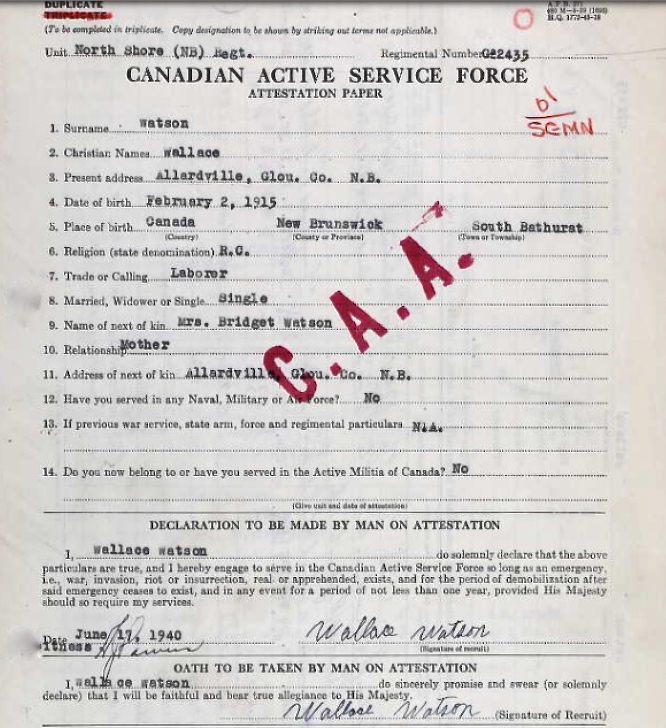 DUPLICATE
TRIPLICATE
(To be completed in triplicate. Copy designation to be shown by striking out terms not applicable.)
H.Q. 1772-45-28
Unit North Shore (NB) Regt. Regimental Number G22435
CANADIAN ACTIVE SERVICE FORCE
ATTESTATION PAPER
1. Surname Watson
2. Christian Names Wallace
3. Present address Allardville, Glou. Co. N.B.
4. Date of birth February 2, 1915
5. Place of birth Canada New Brunswick South Bathurst
(Country) (County or Province) (Town or Township)
6. Religion (state denomination) R.C.
7. Trade or Calling Laborer
8. Married, Widower or Single Single
9. Name of next of kin Mrs. Bridget Watson
10. Relationship Mother
11. Address of next of kin Allardville, Glou. Co. N.B.
12. Have you served in any Naval, Military or Air Force? No
13. If previous war service, state arm, force and regimental particulars N.A.
14. Do you now belong to or have you served in the Active Militia of Canada? No
(Give unit and date of attestation)
C.A.A.
DECLARATION TO BE MADE BY MAN ON ATTESTATION
I, Wallace Watson do solemnly declare that the above
particulars are true, and I hereby engage to serve in the Canadian Active Service Force so long as an emergency,
i.e., war, invasion, riot or insurrection, real or apprehended, exists, and for the period of demobilization after
said emergency ceases to exist, and in any event for a period of not less than one year, provided His Majesty
should so require my services.
Date June 17, 1940 Wallace Watson
itness (Signature of recruit)
OATH TO BE TAKEN BY MAN ON ATTESTATION
I, Wallace Watson do sincerely promise and swear (or solemnly
declare) that I will be faithful and bear true allegiance to His Majesty.
Wallace Watson (Signature of Recruit)